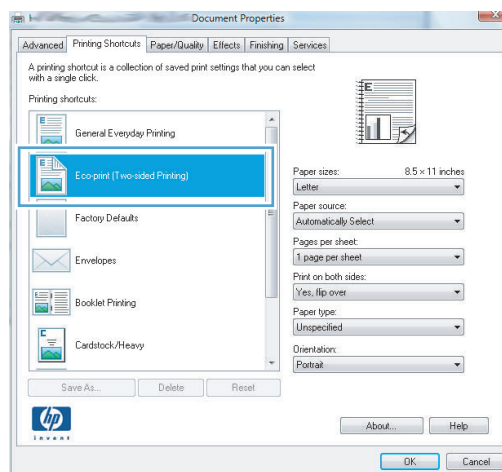 Document Properties
Advanced Printing Shortcuts Paper/Quality Effects Finishing Services
A printing shortcut is a collection of saved print settings that you can select
with a single click.
Printing shortcuts:
General Everyday Printing
Eco-print (Two-sided Printing)
Factory Defaults
Envelopes
Booklet Printing
Cardstock/Heavy
Save As... Delete Reset
E
Paper sizes: 8.5 × 11 inches
Letter
Paper source:
Automatically Select
Pages per sheet:
1 page per sheet
Print on both sides:
Yes, flip over
Paper type:
Unspecified
Orientation:
Portrait
hp
invent
About... Help
OK Cancel